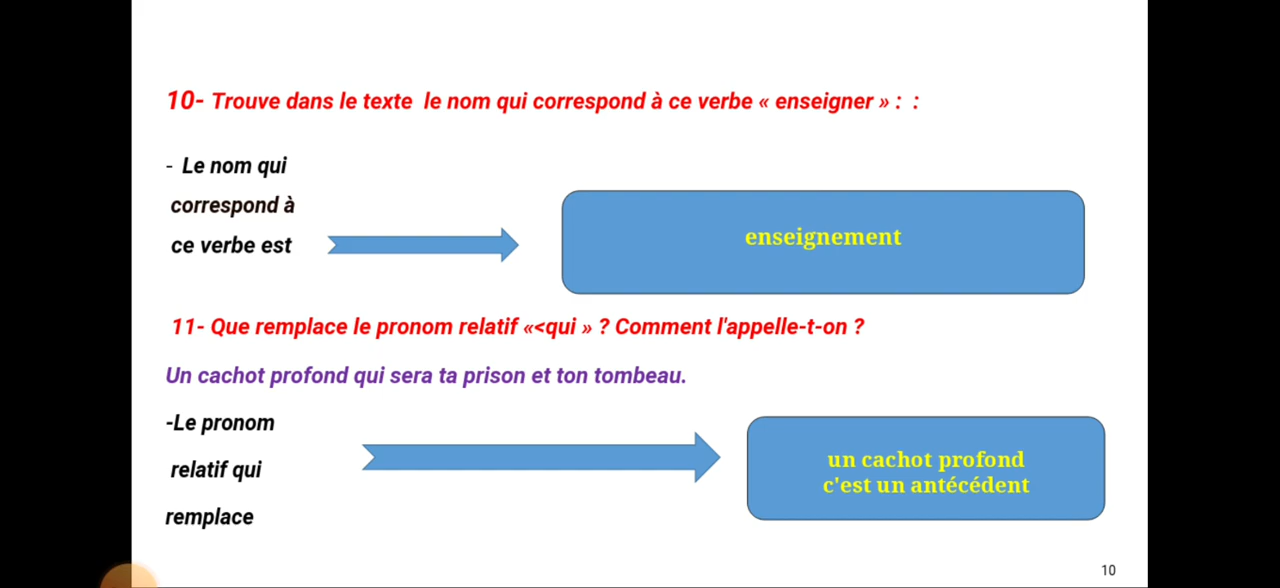 10- Trouve dans le texte le nom qui correspond à ce verbe « enseigner » : :
- Le nom qui
correspond à
ce verbe est
enseignement
11- Que remplace le pronom relatif «<qui » ? Comment l'appelle-t-on ?
Un cachot profond qui sera ta prison et ton tombeau.
-Le pronom
relatif qui
remplace
un cachot profond
c'est un antécédent
10